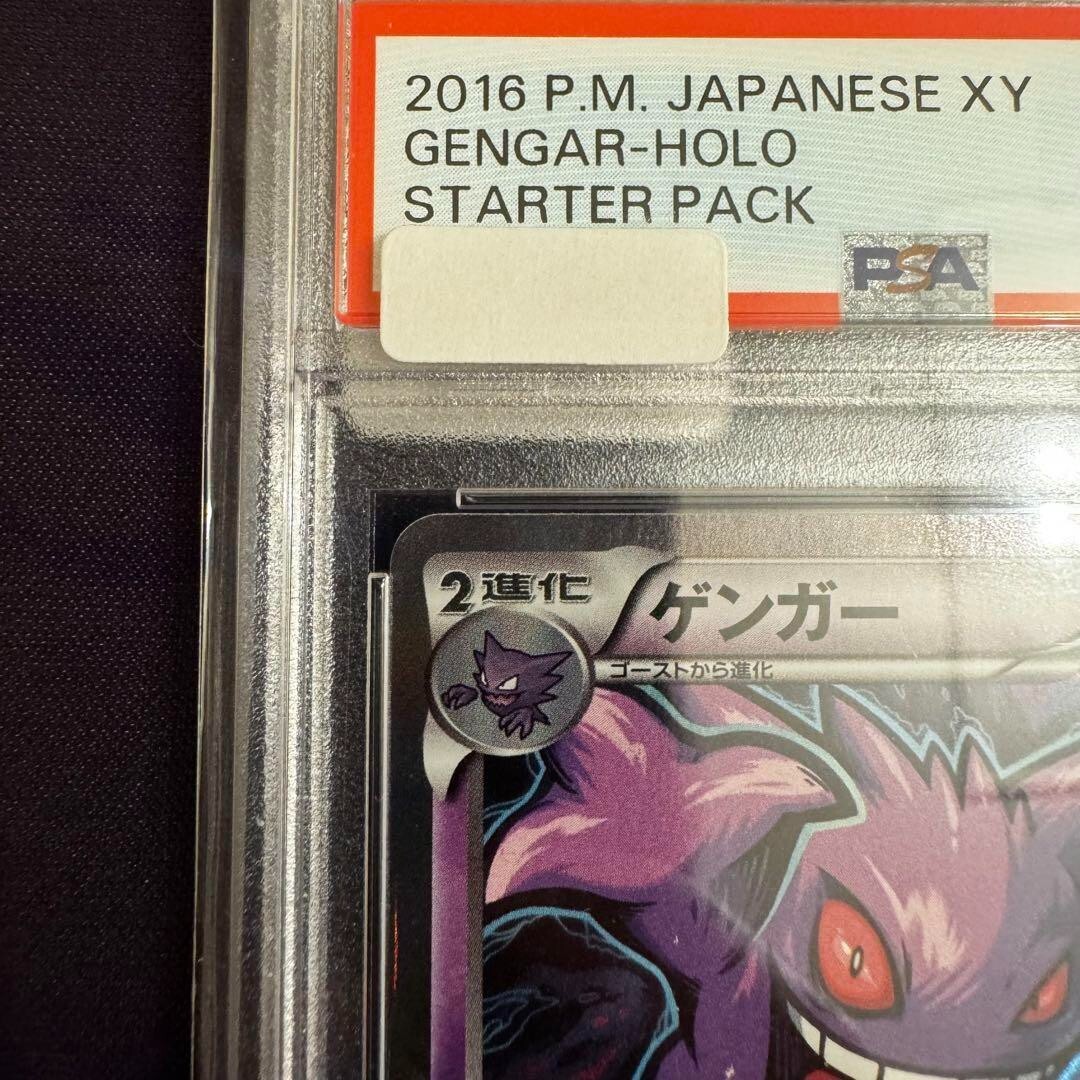 2016 P.M. JAPANESE XY
GENGAR-HOLO
STARTER PACK
PSA
2進化
ゲンガー
ゴーストから進化